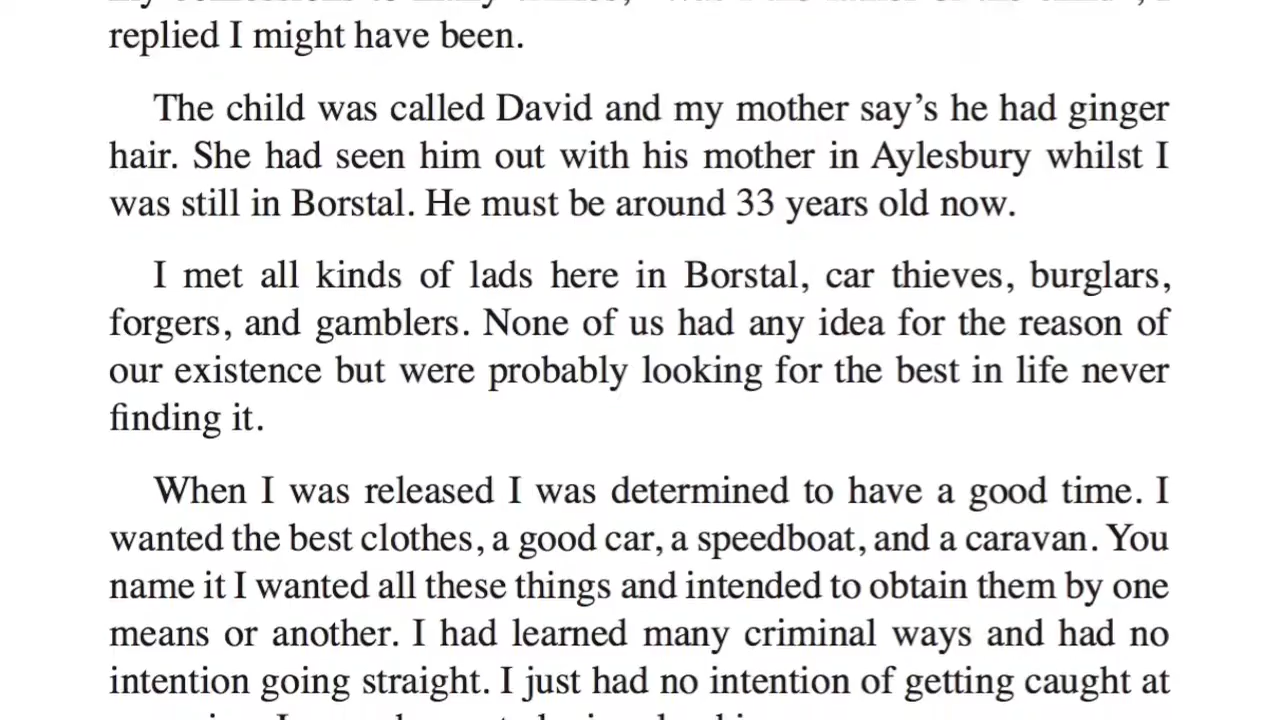 replied I might have been.
The child was called David and my mother say’s he had ginger
hair. She had seen him out with his mother in Aylesbury whilst I
was still in Borstal. He must be around 33 years old now.
I met all kinds of lads here in Borstal, car thieves, burglars,
forgers, and gamblers. None of us had any idea for the reason of
our existence but were probably looking for the best in life never
finding it.
When I was released I was determined to have a good time. I
wanted the best clothes, a good car, a speedboat, and a caravan. You
name it I wanted all these things and intended to obtain them by one
means or another. I had learned many criminal ways and had no
intention going straight. I just had no intention of getting caught at